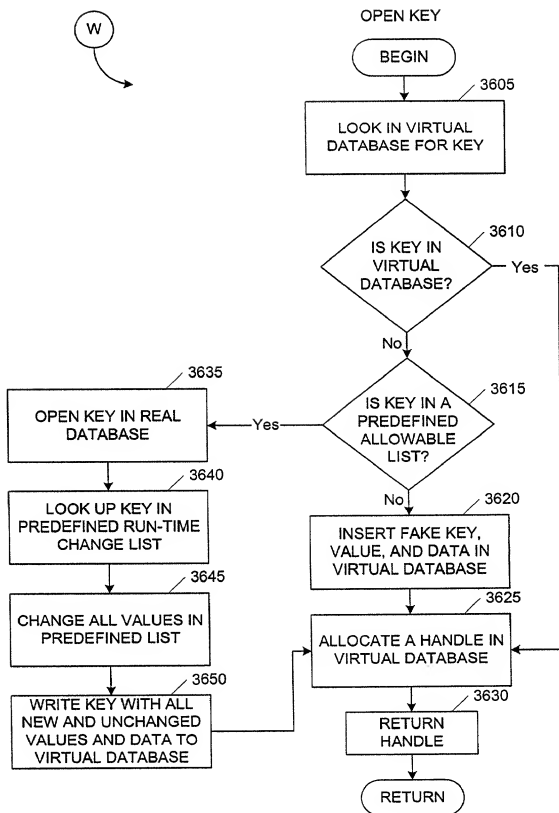 W
OPEN KEY
BEGIN
3605
LOOK IN VIRTUAL
DATABASE FOR KEY
3610
IS KEY IN
VIRTUAL
DATABASE?
Yes
No
3615
IS KEY IN A
PREDEFINED
ALLOWABLE
LIST?
Yes
No
3635
OPEN KEY IN REAL
DATABASE
3640
LOOK UP KEY IN
PREDEFINED RUN-TIME
CHANGE LIST
3645
CHANGE ALL VALUES IN
PREDEFINED LIST
3650
WRITE KEY WITH ALL
NEW AND UNCHANGED
VALUES AND DATA TO
VIRTUAL DATABASE
3620
INSERT FAKE KEY,
VALUE, AND DATA IN
VIRTUAL DATABASE
3625
ALLOCATE A HANDLE IN
VIRTUAL DATABASE
3630
RETURN
HANDLE
RETURN